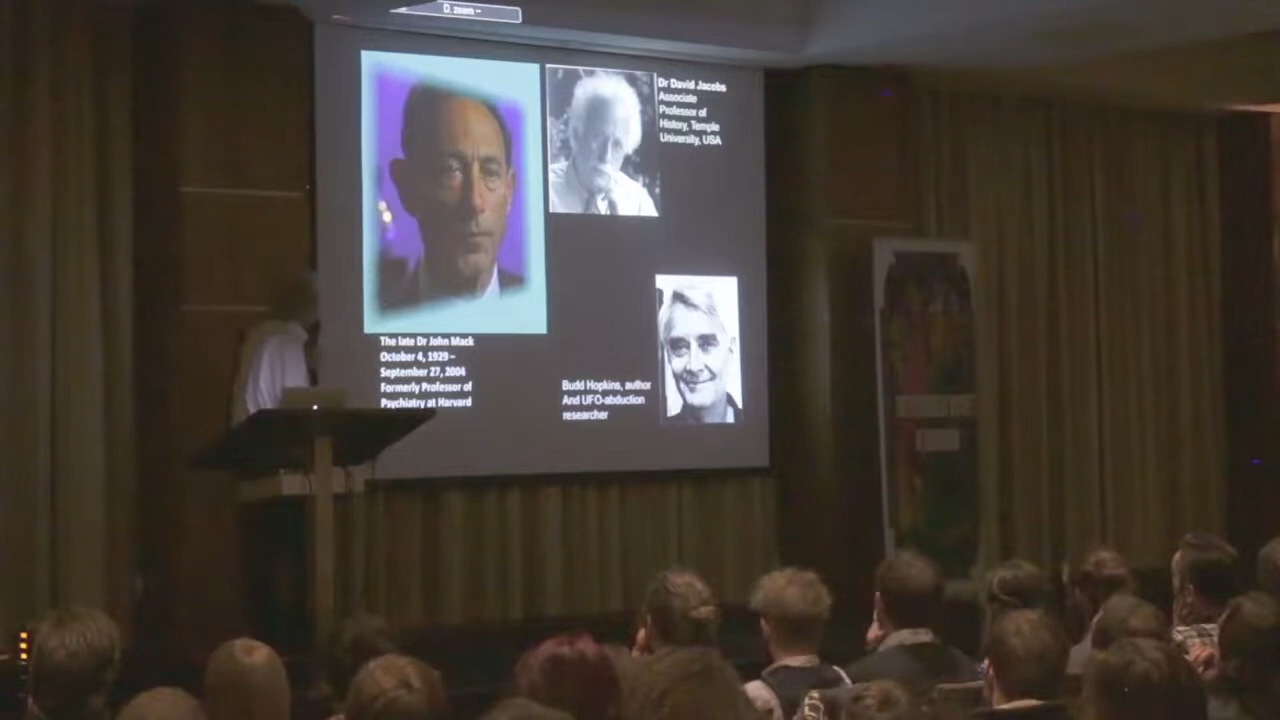 D. zoom –
Dr David Jacobs
Associate
Professor of
History, Temple
University, USA
The late Dr John Mack
October 4, 1929 –
September 27, 2004
Formerly Professor of
Psychiatry at Harvard
Budd Hopkins, author
And UFO-abduction
researcher